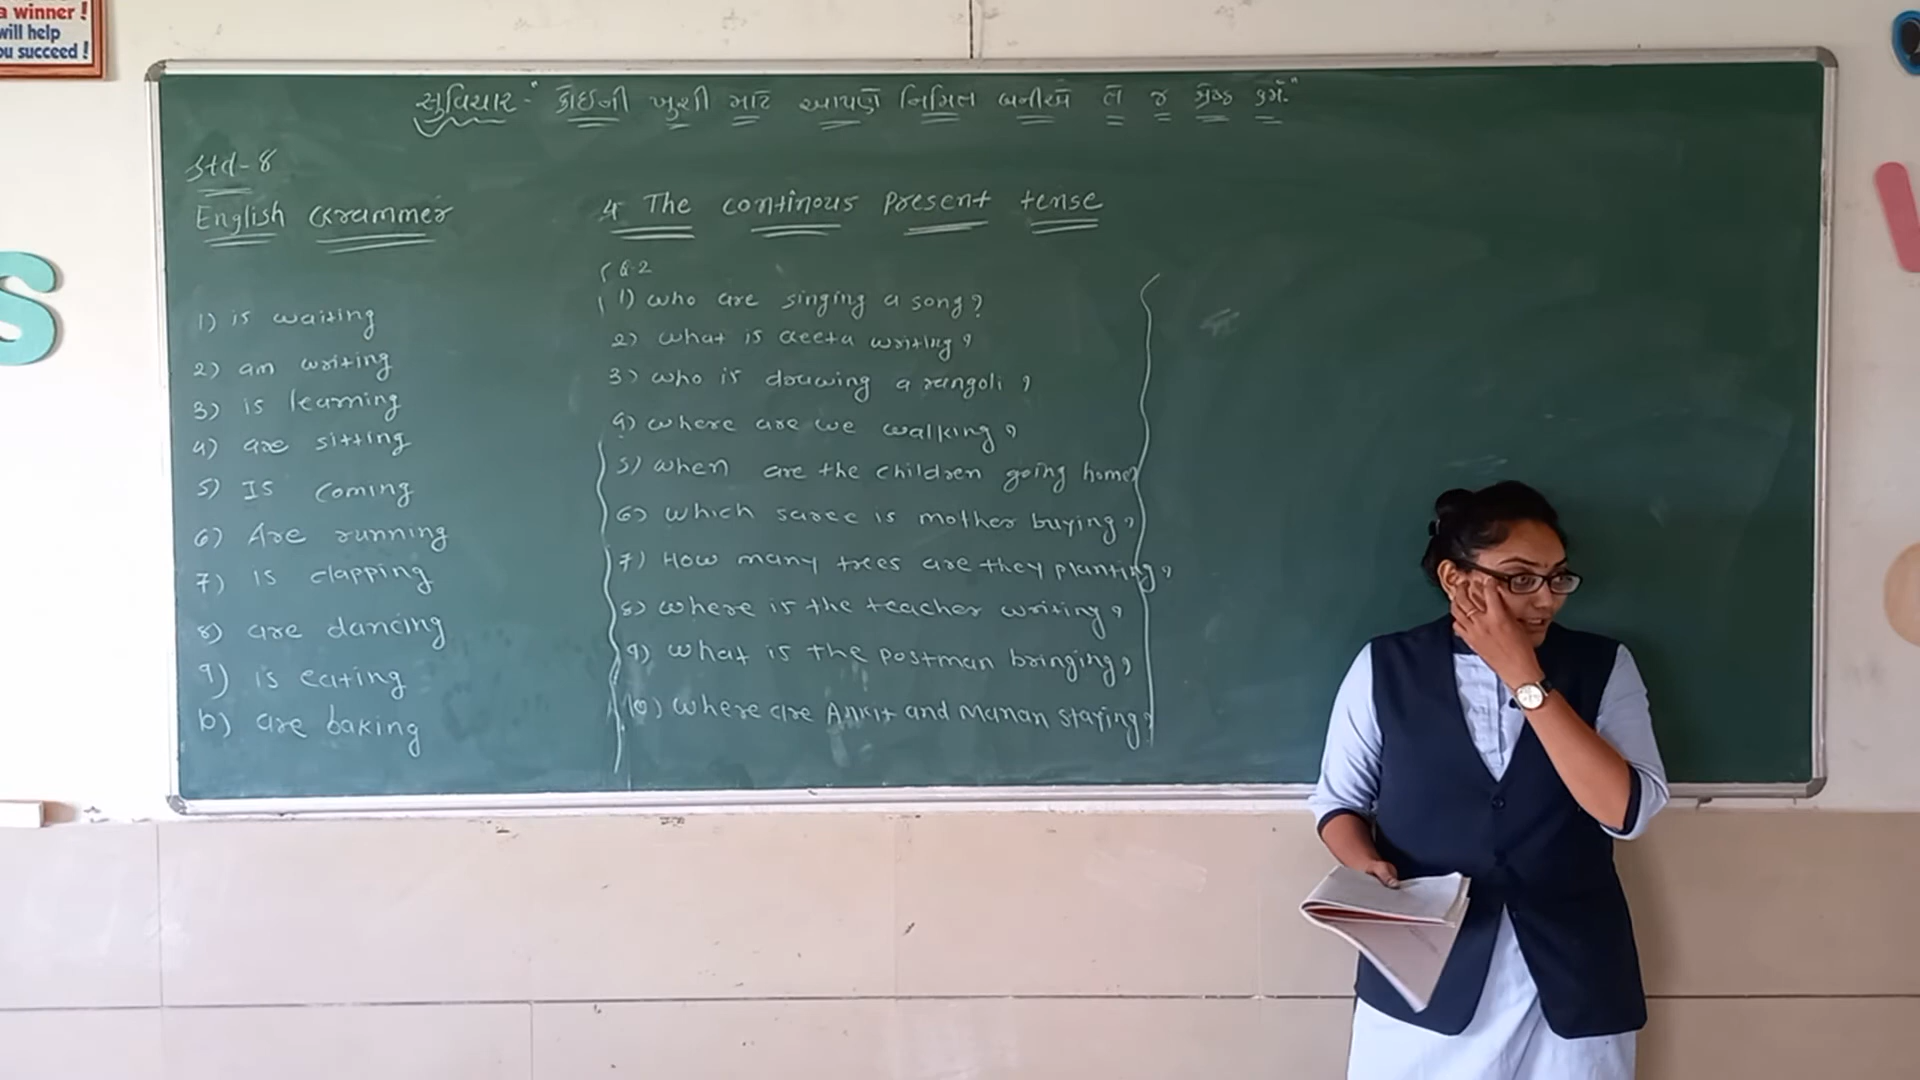 a winner !
will help
ou succeed !
સુવિચાર - " કોઈની ખુશી માટે આપણે નિમિત બનીએ તે જ શ્રેષ્ઠ કર્મ. "
Std - 8
English Grammer
1) is waiting
2) am writing
3) is learning
4) are sitting
5) IS coming
6) Are running
7) is clapping
8) are dancing
9) is eating
10) are baking
4 The continous Present tense
Q.2
1) who are singing a song?
2) what is Geeta writing?
3) who is drawing a rangoli ?
4) where are we walking?
5) when are the children going home?
6) which saree is mother buying?
7) How many trees are they planting?
8) where is the teacher writing?
9) what is the postman bringing?
10) where are Ankit and Manan staying?
S